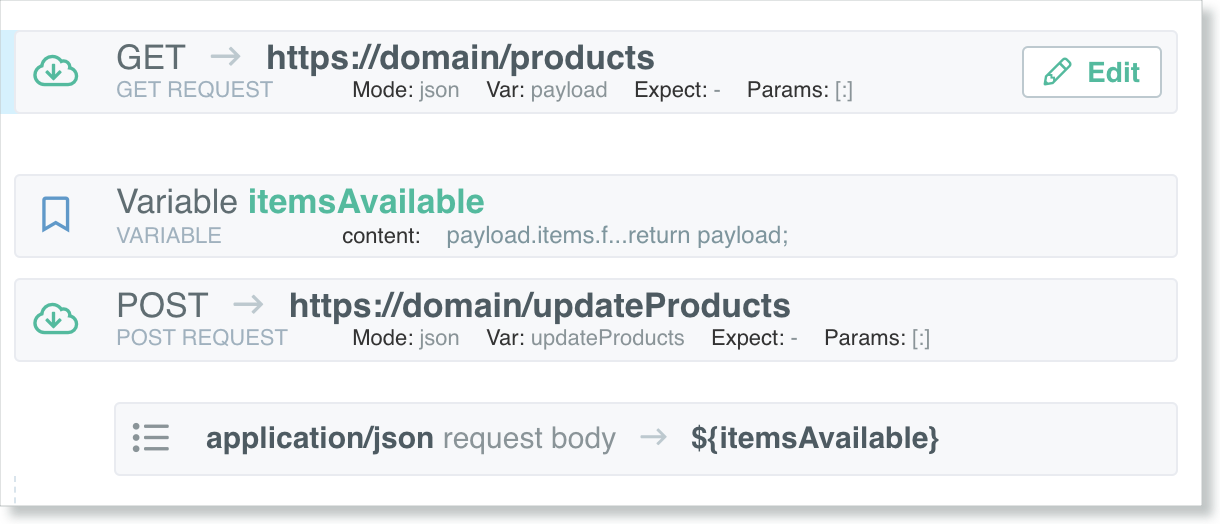 GET → https://domain/products
GET REQUEST Mode: json Var: payload Expect: - Params: [:]
Edit
Variable itemsAvailable
VARIABLE content: payload.items.f...return payload;
POST → https://domain/updateProducts
POST REQUEST Mode: json Var: updateProducts Expect: - Params: [:]
application/json request body → ${itemsAvailable}